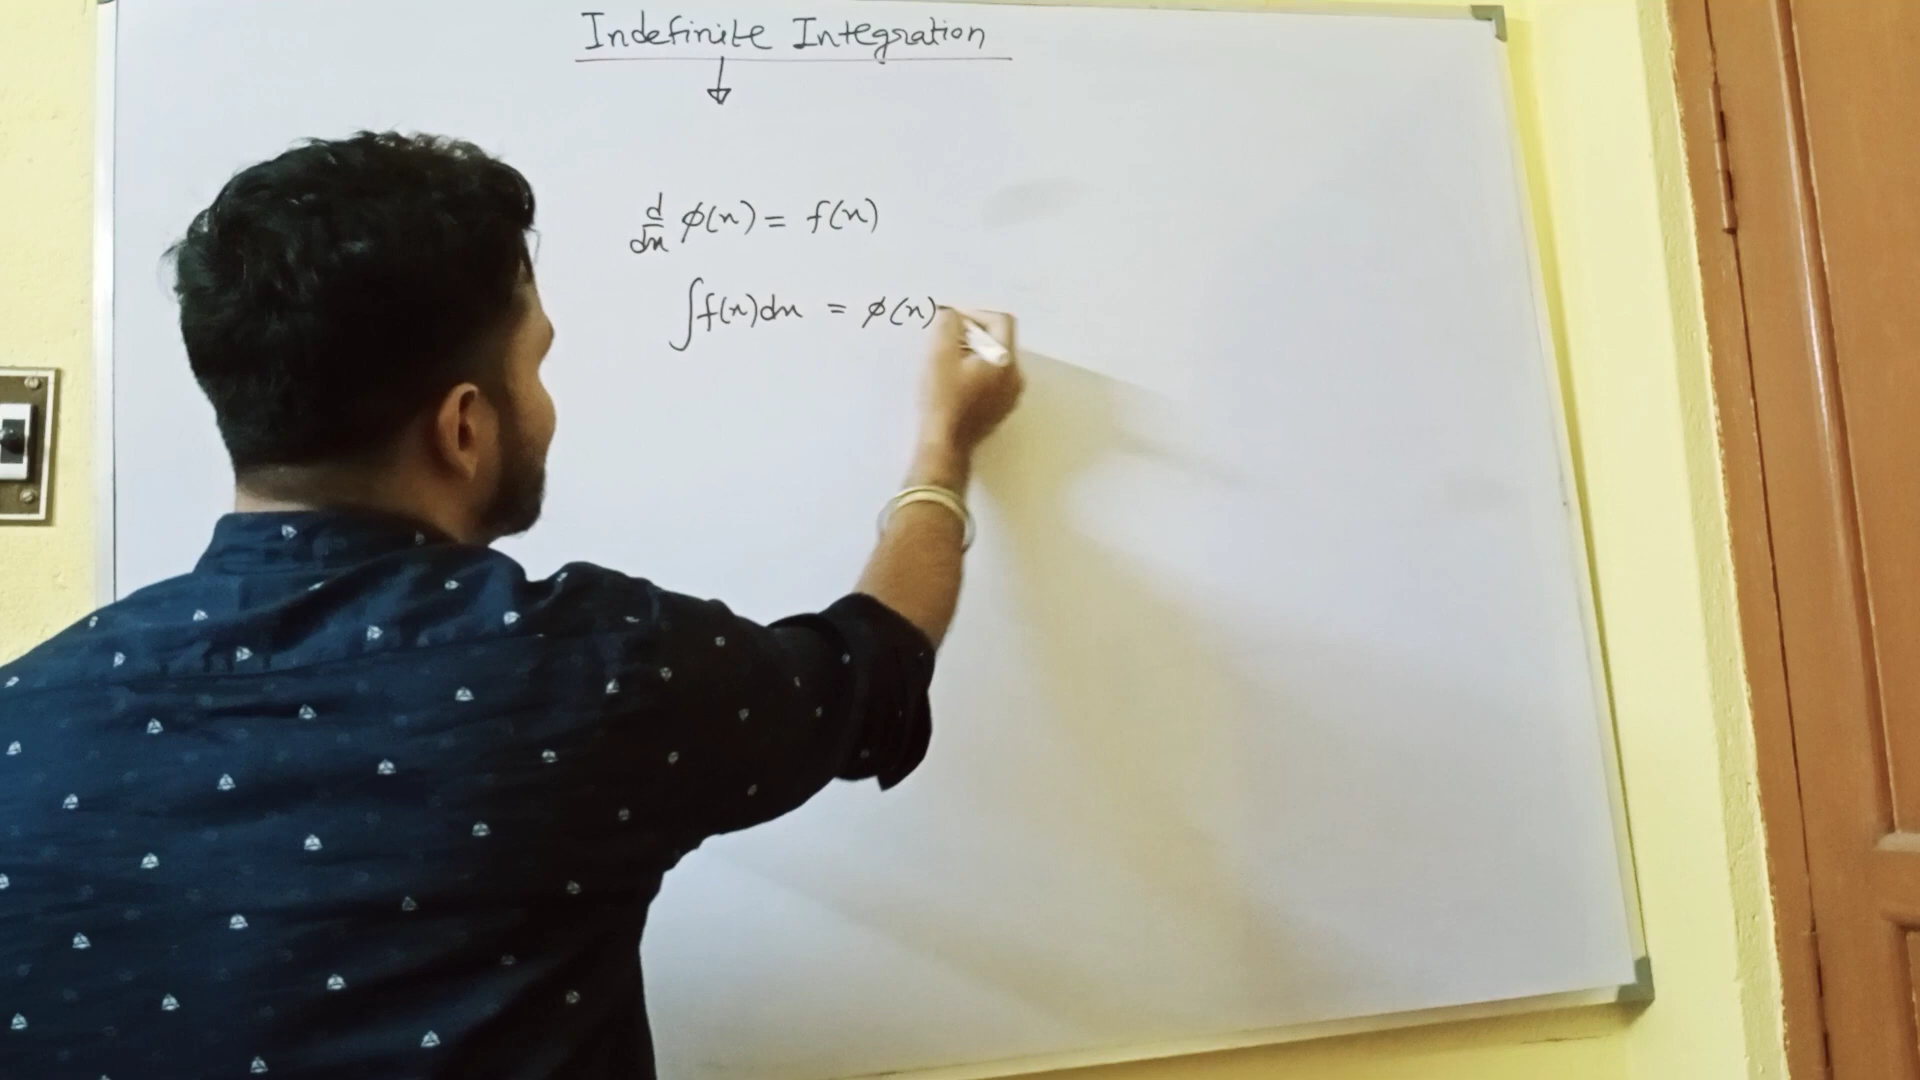 Indefinite Integration
d/dx ϕ(x) = f(x)
∫f(x)dx = ϕ(x)